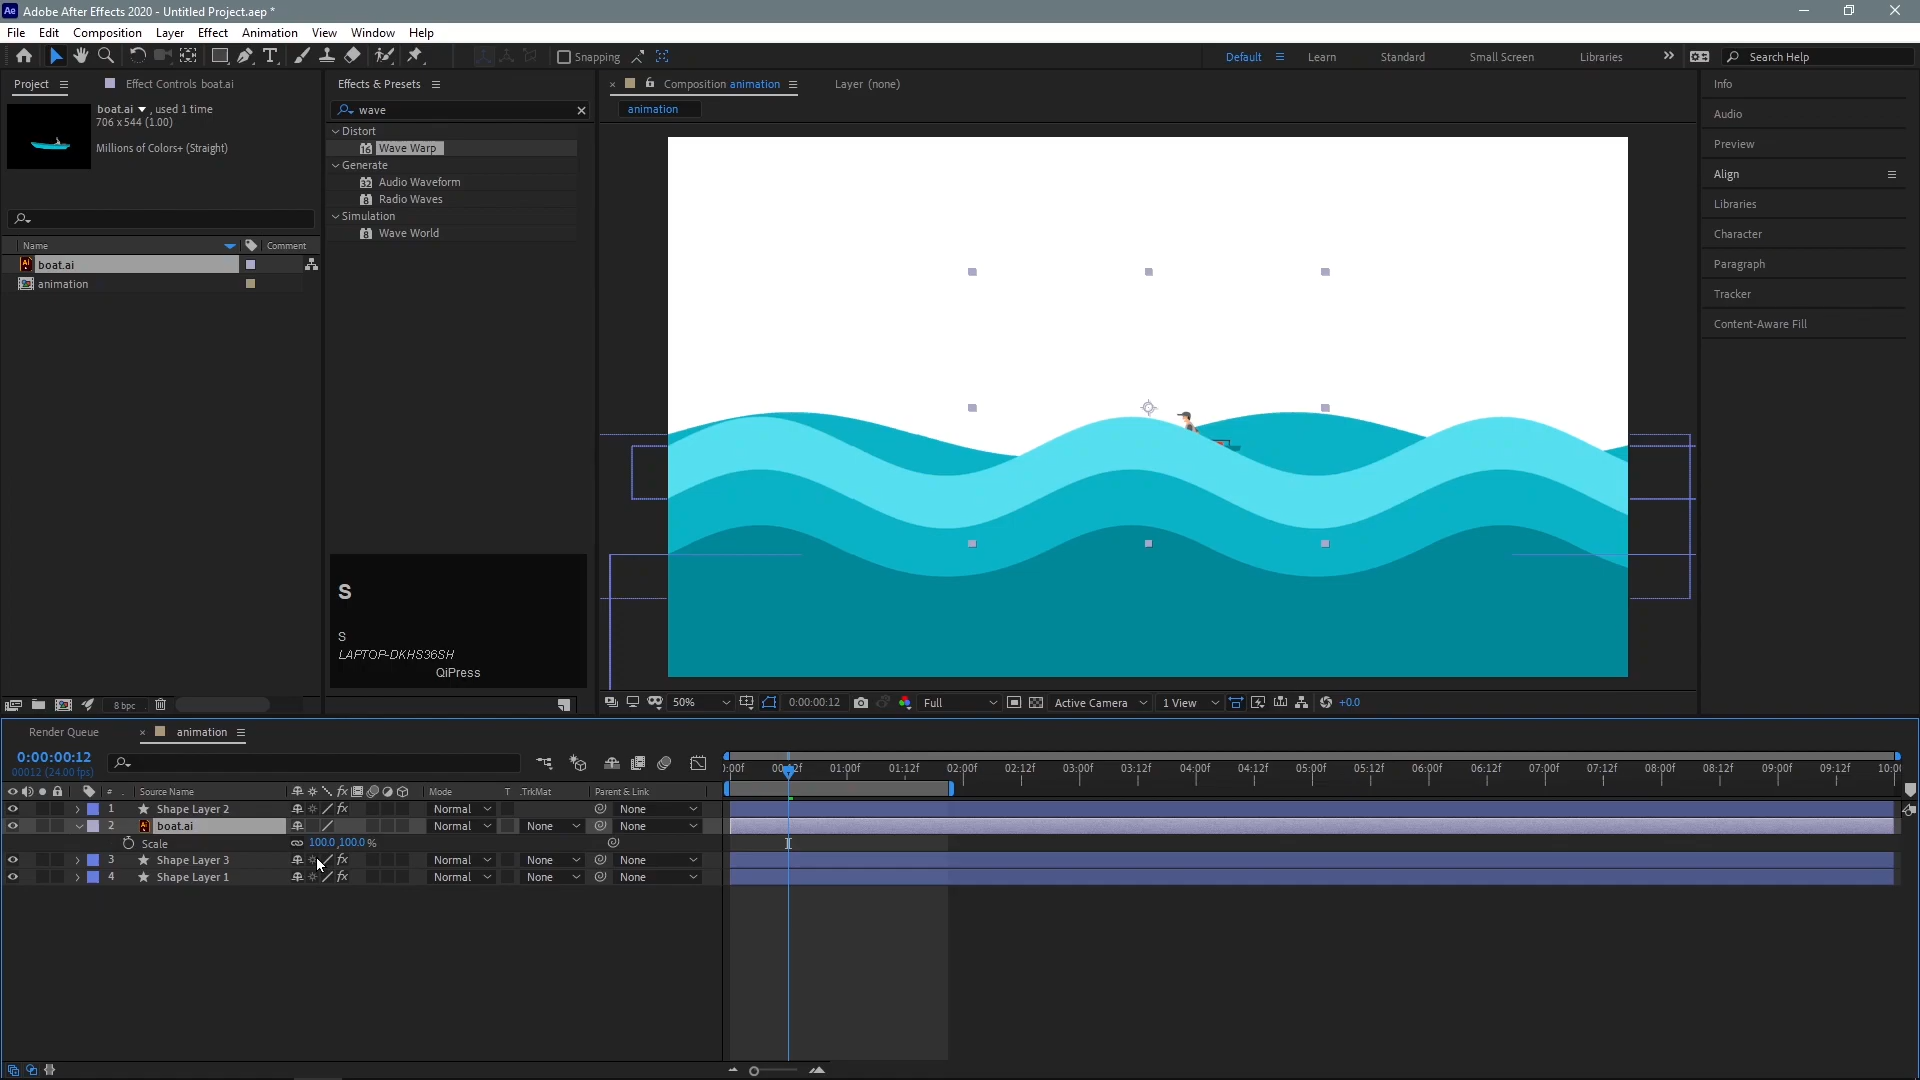 Ae Adobe After Effects 2020 - Untitled Project.aep *
File Edit Composition Layer Effect Animation View Window Help
Snapping
Default
Learn
Standard
Small Screen
Libraries
Search Help
Project
Effect Controls boat.ai
boat.ai , used 1 time
706 x 544 (1.00)
Millions of Colors+ (Straight)
Name
Comment
boat.ai
animation
8 bpc
Effects & Presets
wave
Distort
16 Wave Warp
Generate
32 Audio Waveform
8 Radio Waves
Simulation
8 Wave World
S
S
LAPTOP-DKHS36SH
QiPress
Composition animation
Layer (none)
animation
50%
0:00:00:12
Full
Active Camera
1 View
+0.0
Info
Audio
Preview
Align
Libraries
Character
Paragraph
Tracker
Content-Aware Fill
Render Queue
animation
0:00:00:12
00012 (24.00 fps)
:00f 01:00f 01:12f 02:00f 02:12f 03:00f 03:12f 04:00f 04:12f 05:00f 05:12f 06:00f 06:12f 07:00f 07:12f 08:00f 08:12f 09:00f 09:12f
# Source Name Mode T .TrkMat Parent & Link
1 Shape Layer 2 fx Normal None
2 boat.ai Normal None None
Scale 100.0,100.0 %
3 Shape Layer 3 fx Normal None None
4 Shape Layer 1 fx Normal None None